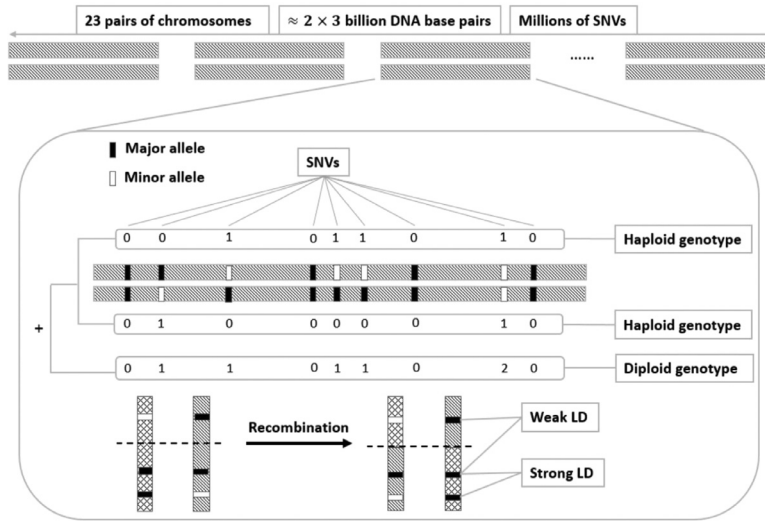 23 pairs of chromosomes
≈ 2 × 3 billion DNA base pairs
Millions of SNVs
......
Major allele
Minor allele
SNVs
0 0 1 0 1 1 0 1 0
Haploid genotype
+
0 1 0 0 0 0 0 1 0
Haploid genotype
0 1 1 0 1 1 0 2 0
Diploid genotype
Recombination
Weak LD
Strong LD